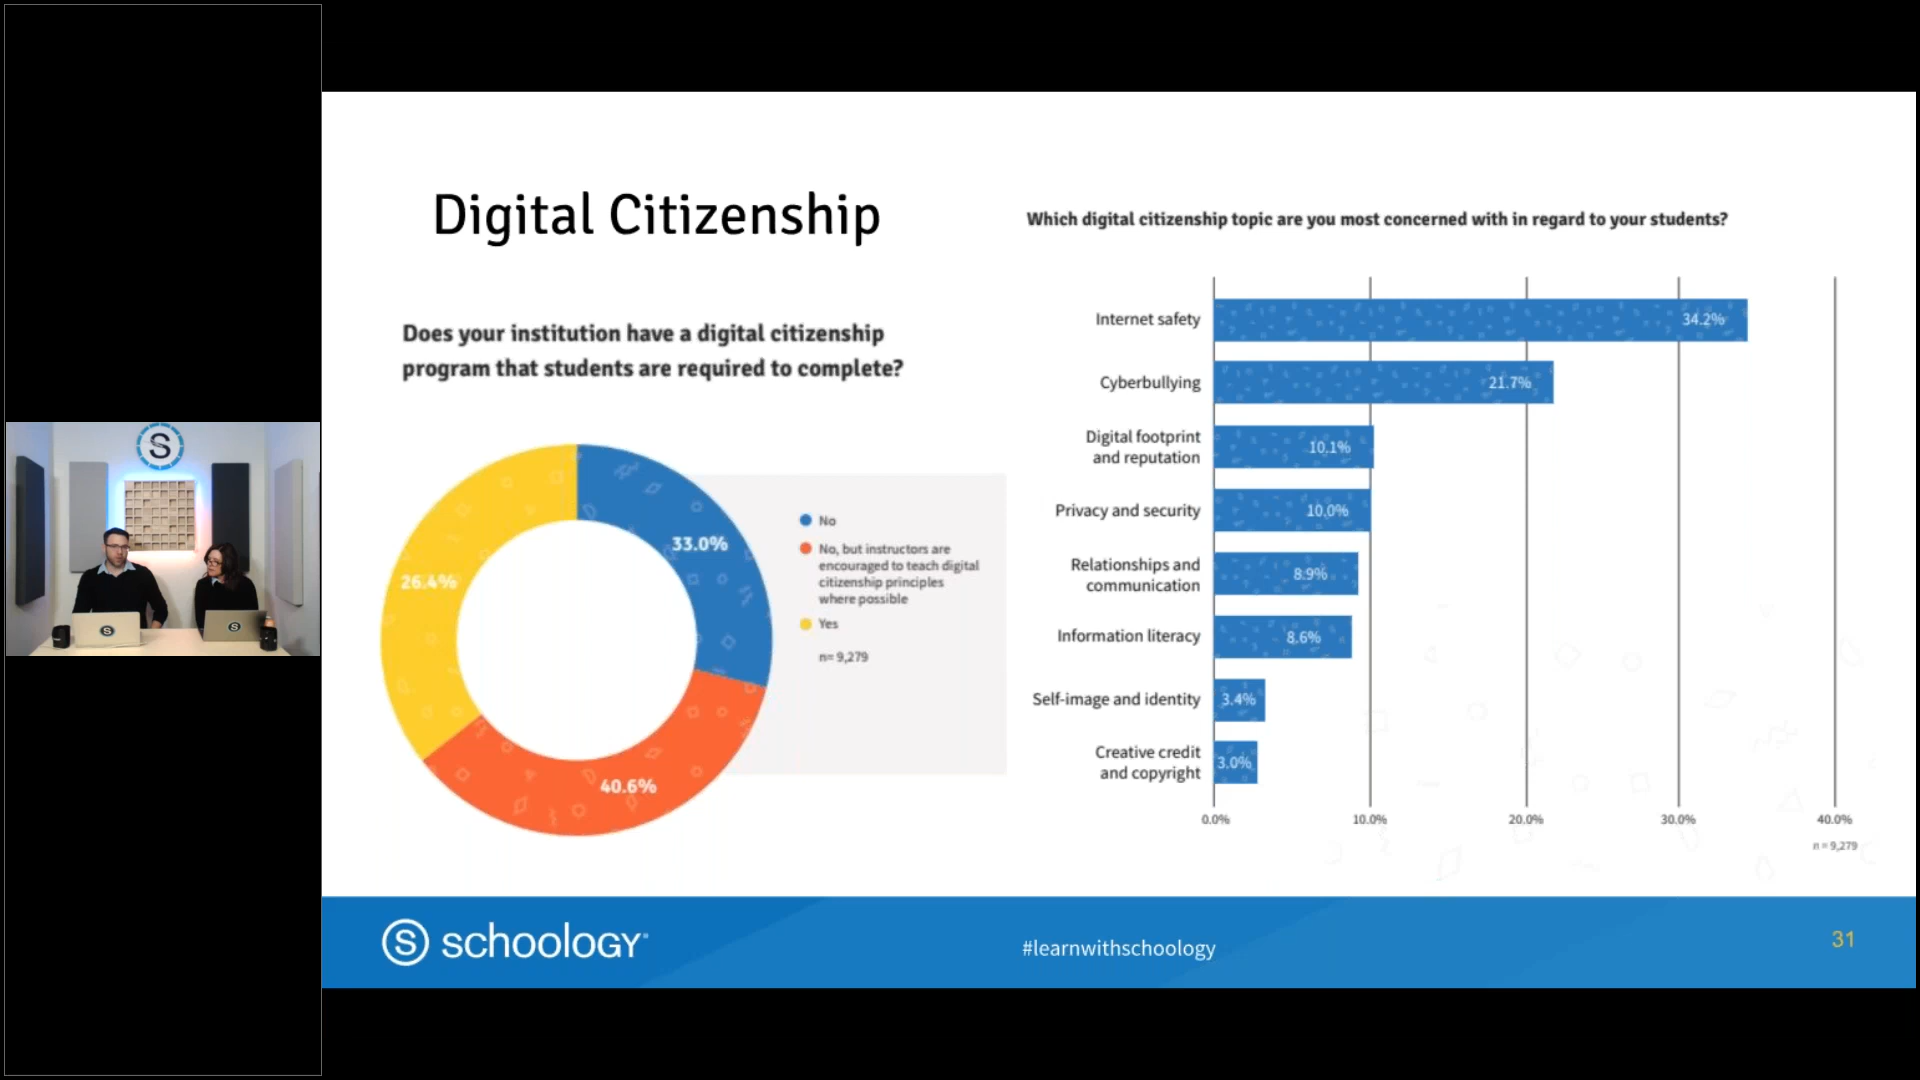 Digital Citizenship
Does your institution have a digital citizenship
program that students are required to complete?
33.0%
26.4%
40.6%
No
No, but instructors are
encouraged to teach digital
citizenship principles
where possible
Yes
n= 9,279
Which digital citizenship topic are you most concerned with in regard to your students?
Internet safety
34.2%
Cyberbullying
21.7%
Digital footprint
and reputation
10.1%
Privacy and security
10.0%
Relationships and
communication
8.9%
Information literacy
8.6%
Self-image and identity
3.4%
Creative credit
and copyright
3.0%
0.0% 10.0% 20.0% 30.0% 40.0%
n = 9,279
S schoology
#learnwithschoology
31
S
S
S